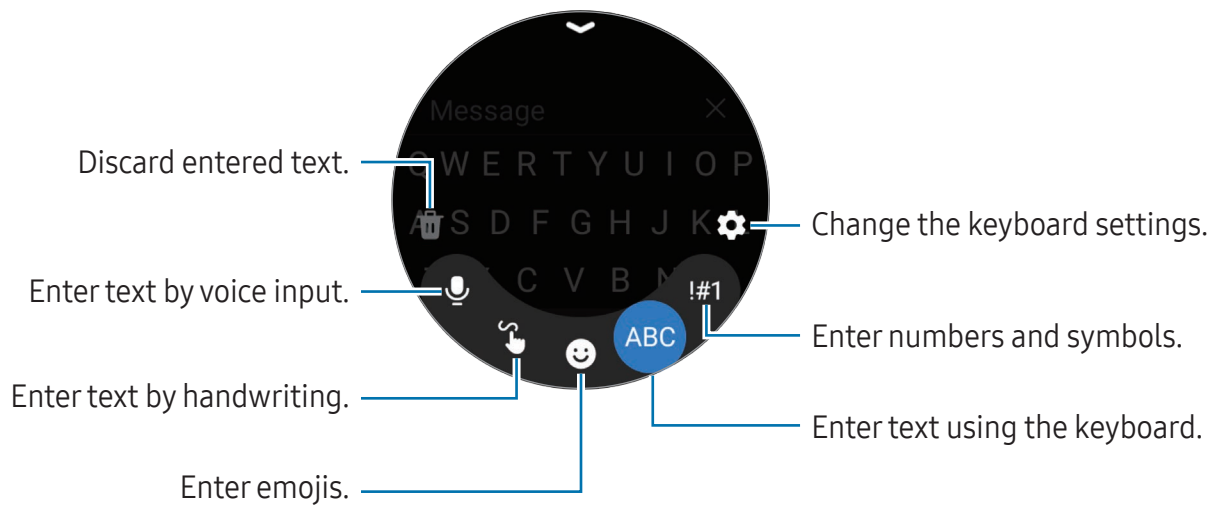 Message
Q W E R T Y U I O P
Discard entered text.
A S D F G H J K
Change the keyboard settings.
C V B N
Enter text by voice input.
!#1
ABC
Enter numbers and symbols.
Enter text by handwriting.
Enter text using the keyboard.
Enter emojis.